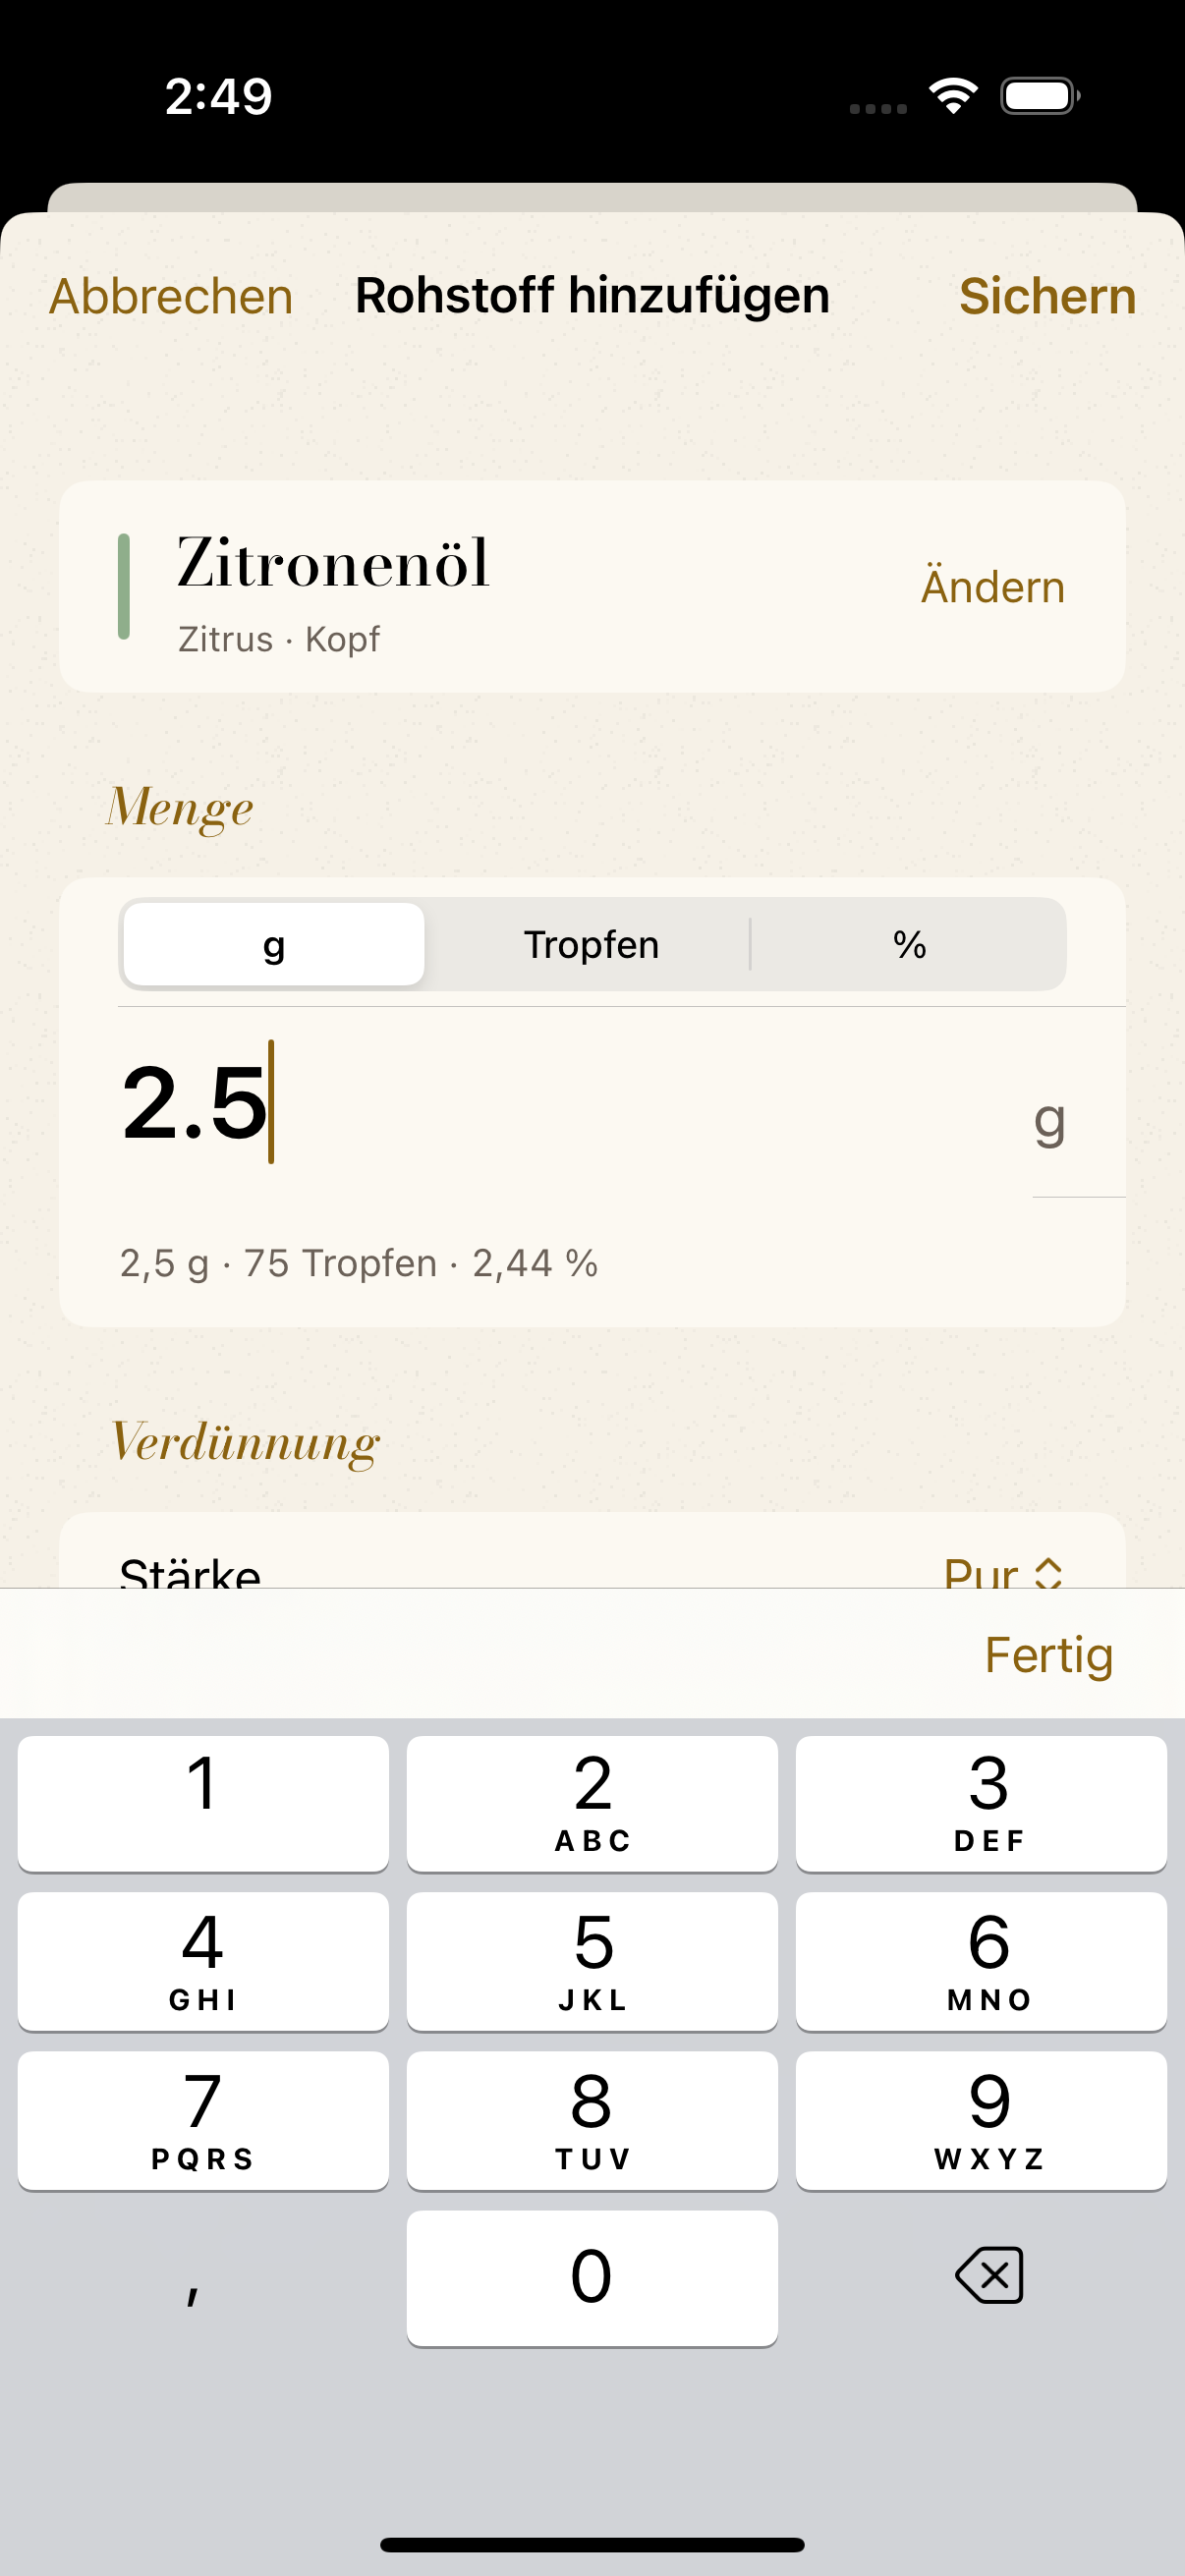 2:49
Abbrechen Rohstoff hinzufügen Sichern
Zitronenöl
Zitrus · Kopf
Ändern
Menge
g Tropfen %
2.5 g
2,5 g · 75 Tropfen · 2,44 %
Verdünnung
Stärke Pur
Fertig
1 2 3
ABC DEF
4 5 6
GHI JKL MNO
7 8 9
PQRS TUV WXYZ
, 0